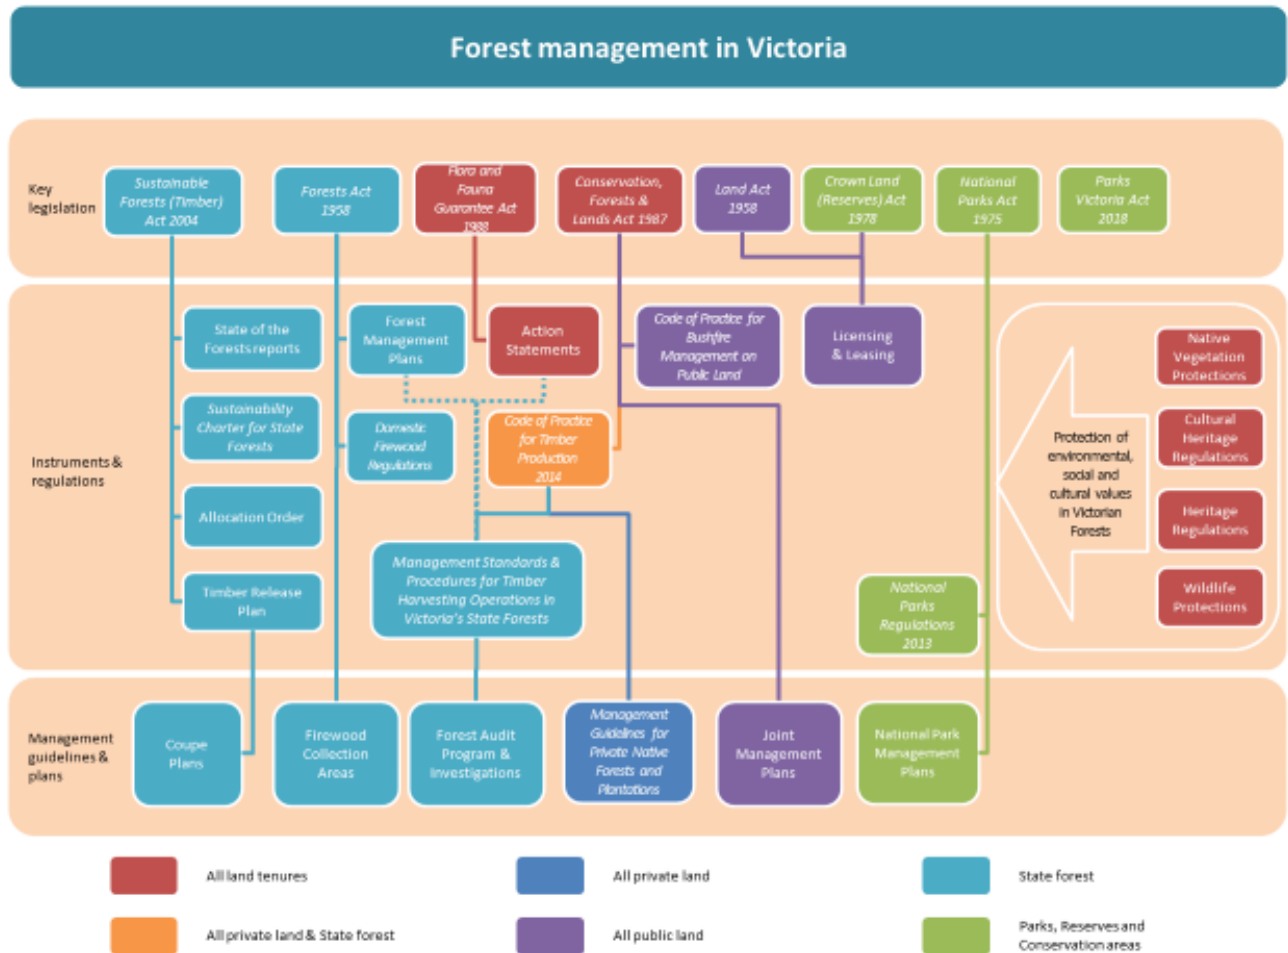 Forest management in Victoria
Key
legislation
Sustainable
Forests (Timber)
Act 2004
Forests Act
1958
Flora and
Fauna
Guarantee Act
1988
Conservation,
Forests &
Lands Act 1987
Land Act
1958
Crown Land
(Reserves) Act
1978
National
Parks Act
1975
Parks
Victoria Act
2018
Instruments &
regulations
State of the
Forests reports
Sustainability
Charter for State
Forests
Allocation Order
Timber Release
Plan
Forest
Management
Plans
Domestic
Firewood
Regulations
Action
Statements
Code of Practice
for Timber
Production
2014
Management Standards &
Procedures for Timber
Harvesting Operations in
Victoria's State Forests
Code of Practice for
Bushfire
Management on
Public Land
Licensing
& Leasing
National
Parks
Regulations
2013
Protection of
environmental,
social and
cultural values
in Victorian
Forests
Native
Vegetation
Protections
Cultural
Heritage
Regulations
Heritage
Regulations
Wildlife
Protections
Management
guidelines &
plans
Coupe
Plans
Firewood
Collection
Areas
Forest Audit
Program &
Investigations
Management
Guidelines for
Private Native
Forests and
Plantations
Joint
Management
Plans
National Park
Management
Plans
All land tenures
All private land
State forest
All private land & State forest
All public land
Parks, Reserves and
Conservation areas